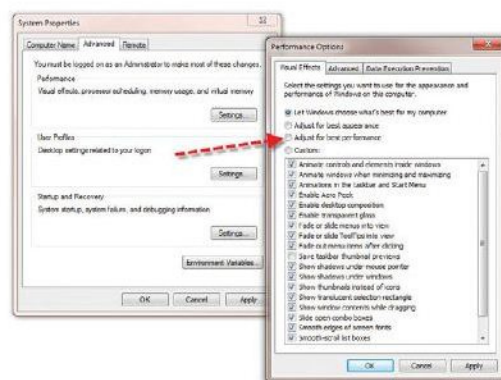 System Properties
Computer Name
Advanced
Remote
You must be logged on as an Administrator to make most of these changes.
Performance
Visual effects, processor scheduling, memory usage, and virtual memory
Settings...
User Profiles
Desktop settings related to your logon
Settings
Startup and Recovery
System startup, system failure, and debugging information
Settings...
Environment Variables...
OK
Cancel
Apply
Performance Options
Visual Effects
Advanced
Data Execution Prevention
Select the settings you want to use for the appearance and
performance of Windows on this computer.
Let Windows choose what's best for my computer
Adjust for best appearance
Adjust for best performance
Custom:
Animate controls and elements inside windows
Animate windows when minimizing and maximizing
Animations in the taskbar and Start Menu
Enable Aero Peek
Enable desktop composition
Enable transparent glass
Fade or slide menus into view
Fade or slide ToolTips into view
Fade out menu items after clicking
Save taskbar thumbnail previews
Show shadows under mouse pointer
Show shadows under windows
Show thumbnails instead of icons
Show translucent selection rectangle
Show window contents while dragging
Slide open combo boxes
Smooth edges of screen fonts
Smooth-scroll list boxes
OK
Cancel
Apply